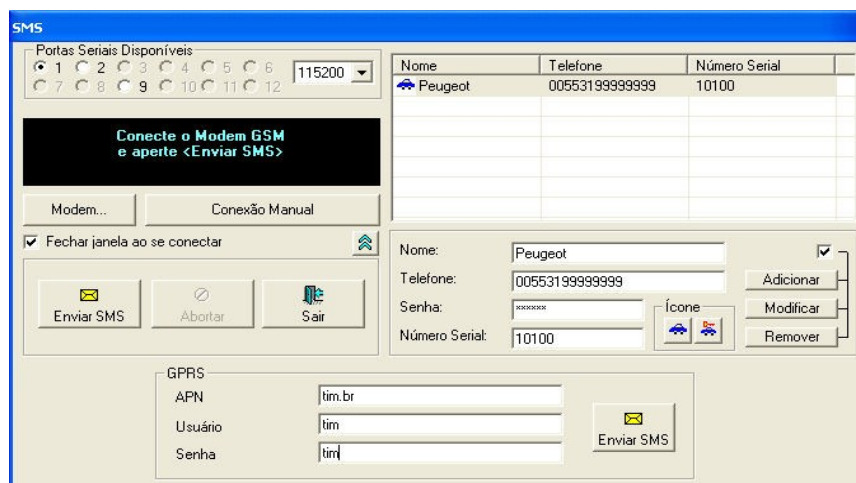 SMS
Portas Seriais Disponíveis
1 2 3 4 5 6
7 8 9 10 11 12
115200
Conecte o Modem GSM
e aperte <Enviar SMS>
Modem...
Conexão Manual
Fechar janela ao se conectar
Enviar SMS
Abortar
Sair
Nome Telefone Número Serial
Peugeot 00553199999999 10100
Nome: Peugeot
Telefone: 00553199999999
Senha: ××××××
Número Serial: 10100
Ícone
Adicionar
Modificar
Remover
GPRS
APN tim.br
Usuário tim
Senha tim
Enviar SMS